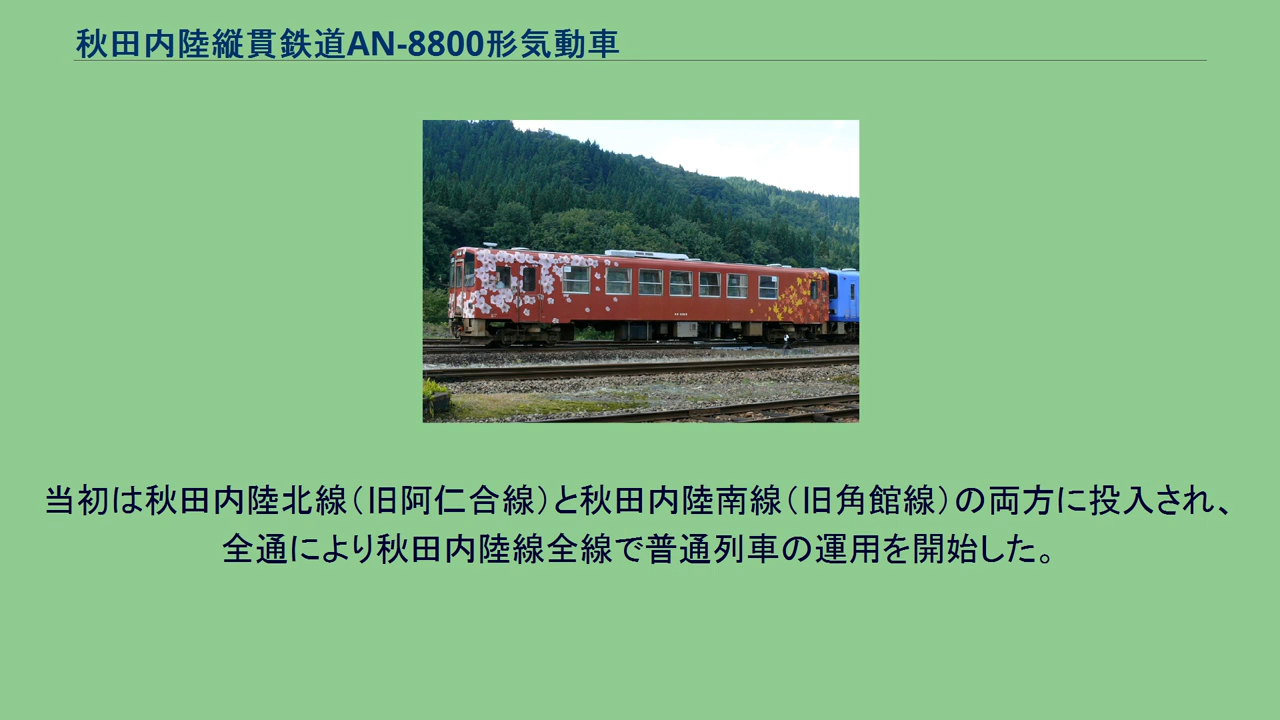 秋田内陸縦貫鉄道AN-8800形気動車
当初は秋田内陸北線（旧阿仁合線）と秋田内陸南線（旧角館線）の両方に投入され、
全通により秋田内陸線全線で普通列車の運用を開始した。